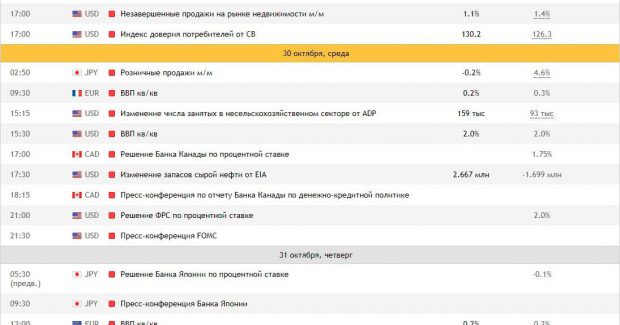 17:00 USD Незавершенные продажи на рынке недвижимости м/м 1.1% 1.4%
17:00 USD Индекс доверия потребителей от CB 130.2 126.3
30 октября, среда
02:50 JPY Розничные продажи м/м -0.2% 4.6%
09:30 EUR ВВП кв/кв 0.2% 0.3%
15:15 USD Изменение числа занятых в несельскохозяйственном секторе от ADP 159 тыс 93 тыс
15:30 USD ВВП кв/кв 2.0% 2.0%
17:00 CAD Решение Банка Канады по процентной ставке 1.75%
17:30 USD Изменение запасов сырой нефти от EIA 2.667 млн -1.699 млн
18:15 CAD Пресс-конференция по отчету Банка Канады по денежно-кредитной политике
21:00 USD Решение ФРС по процентной ставке 2.0%
21:30 USD Пресс-конференция FOMC
31 октября, четверг
05:30 JPY Решение Банка Японии по процентной ставке -0.1%
(предв.)
09:30 JPY Пресс-конференция Банка Японии
13:00 EUR ВВП кв/кв 0.2% 0.2%